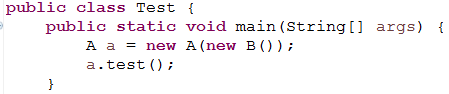 public class Test {
    public static void main(String[] args) {
        A a = new A(new B());
        a.test();
    }